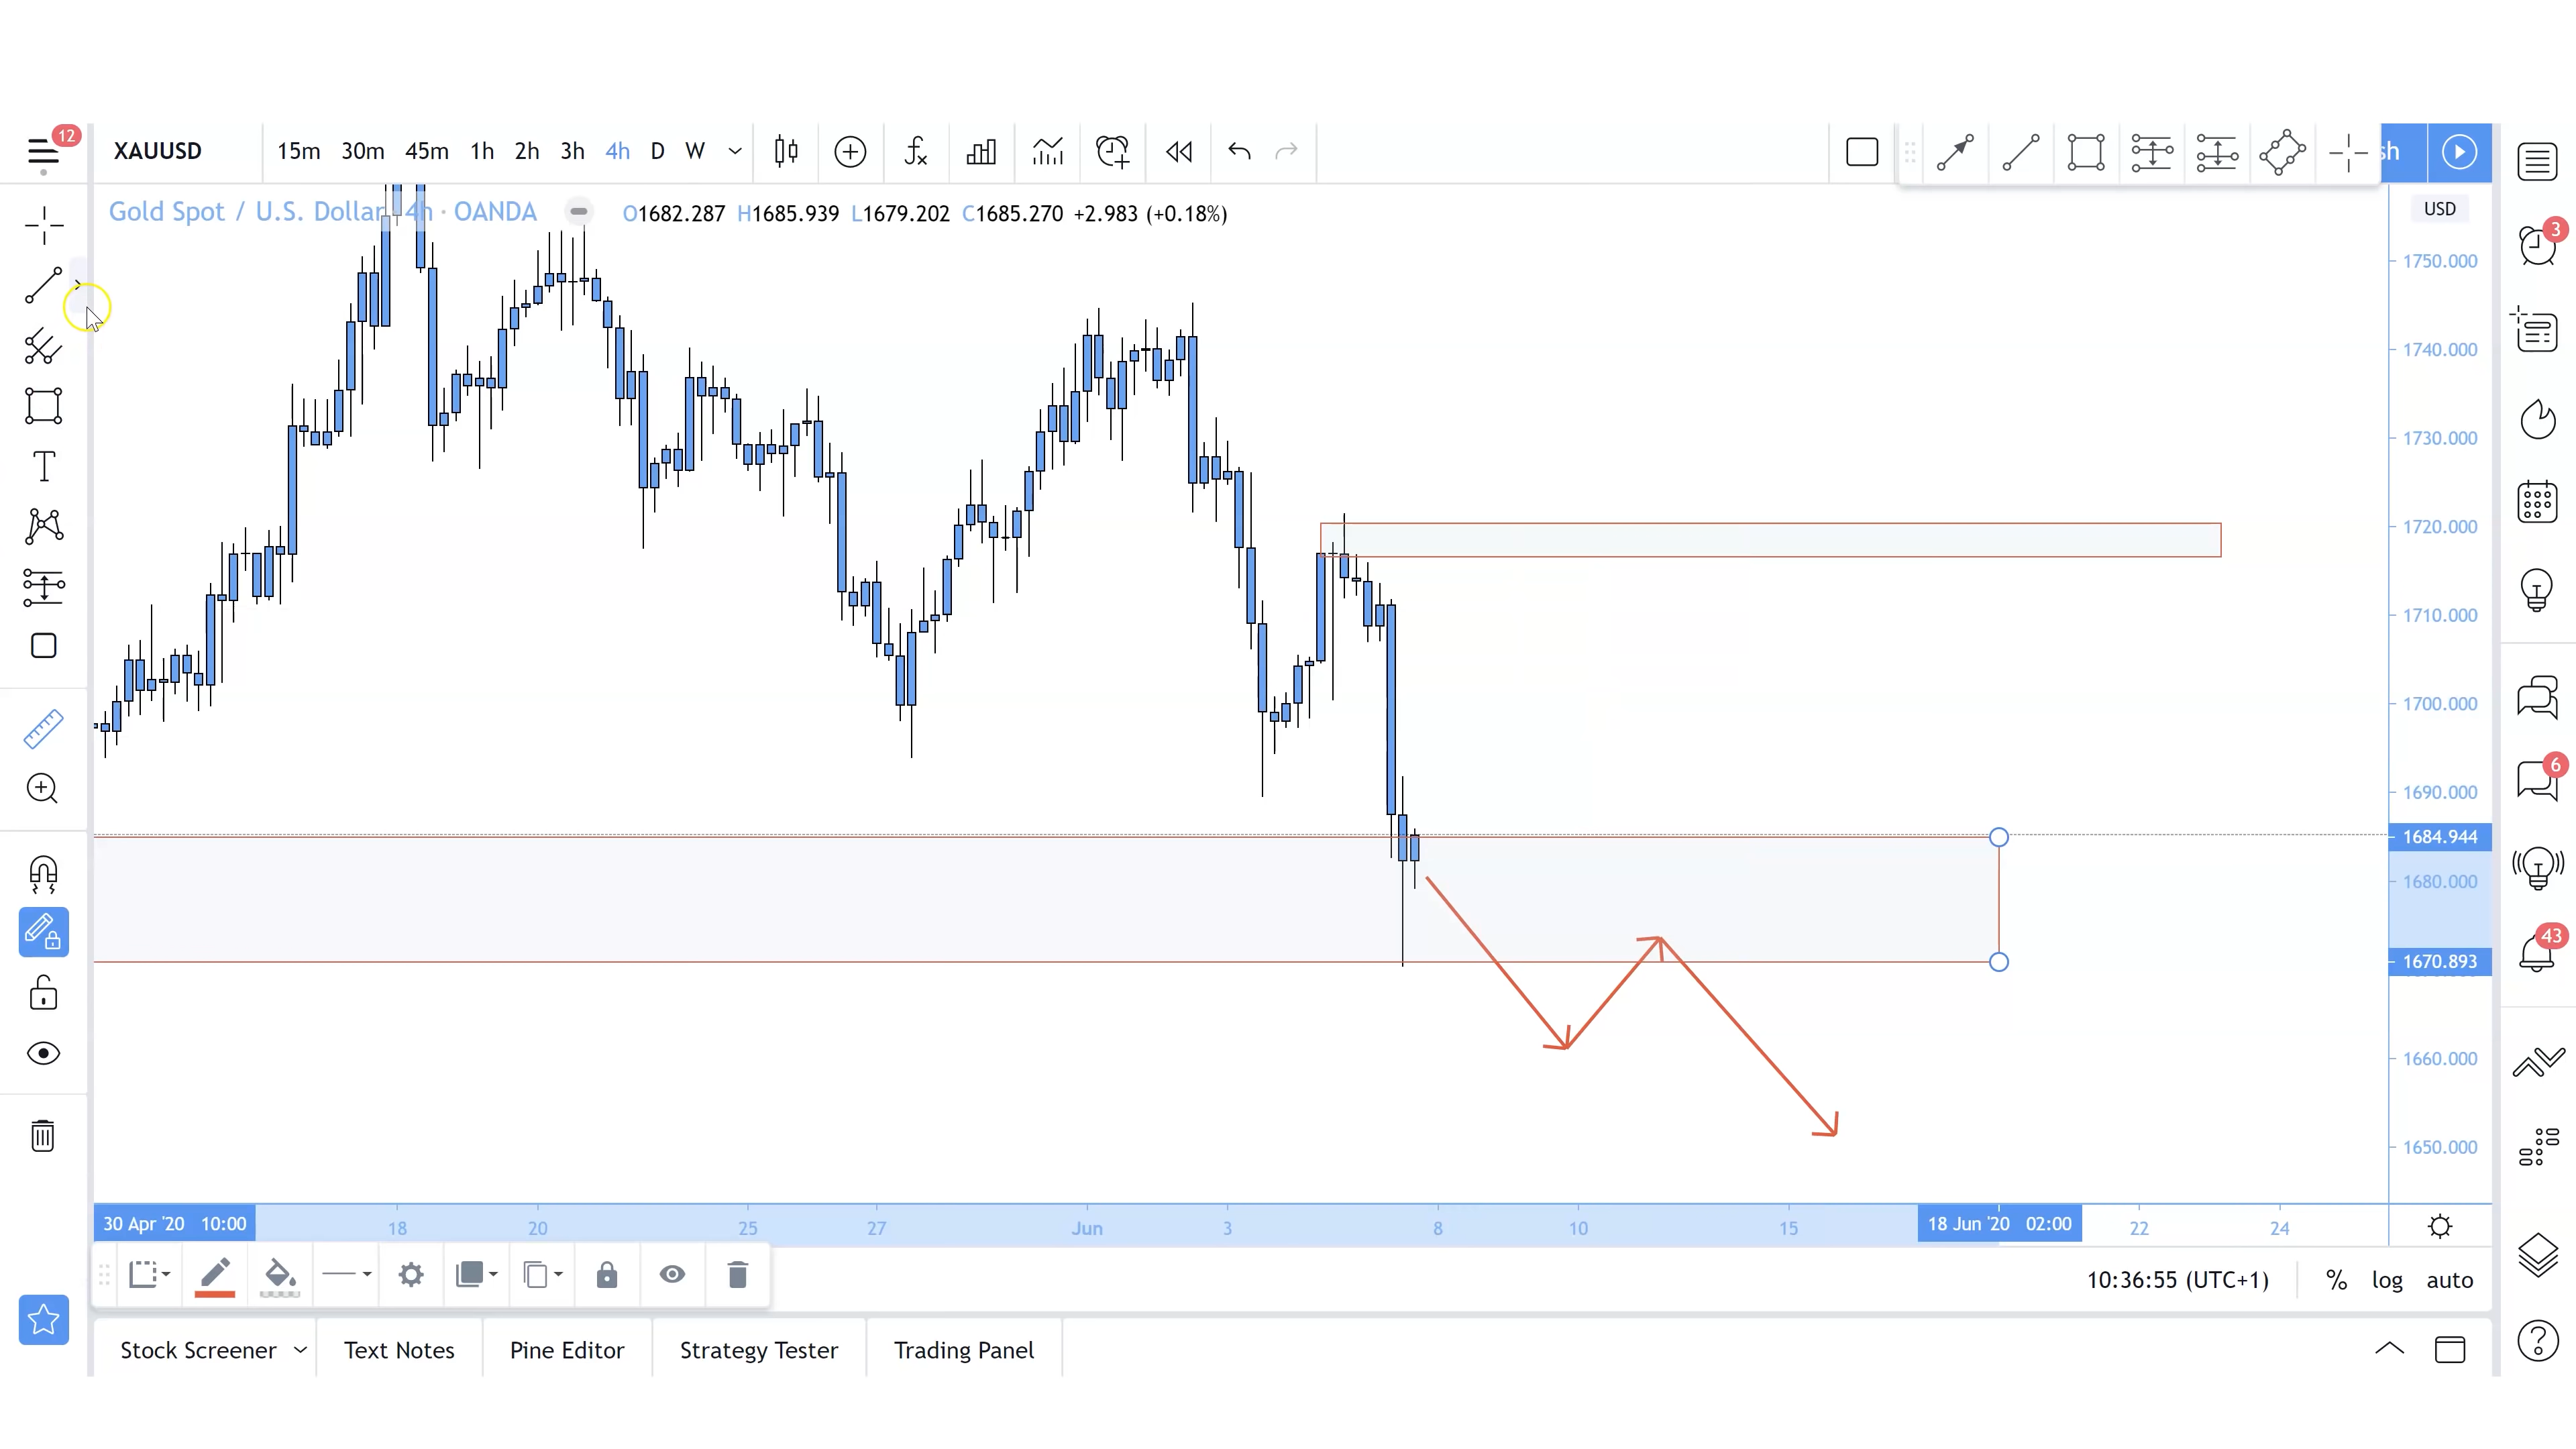 12
XAUUSD 15m 30m 45m 1h 2h 3h 4h D W
sh
Gold Spot / U.S. Dollar 4h · OANDA O1682.287 H1685.939 L1679.202 C1685.270 +2.983 (+0.18%)
USD
3
1750.000
1740.000
1730.000
1720.000
1710.000
1700.000
1690.000
6
1684.944
1680.000
43
1670.893
1660.000
1650.000
30 Apr '20 10:00 18 20 25 27 Jun 3 8 10 15 18 Jun '20 02:00 22 24
10:36:55 (UTC+1) % log auto
Stock Screener Text Notes Pine Editor Strategy Tester Trading Panel